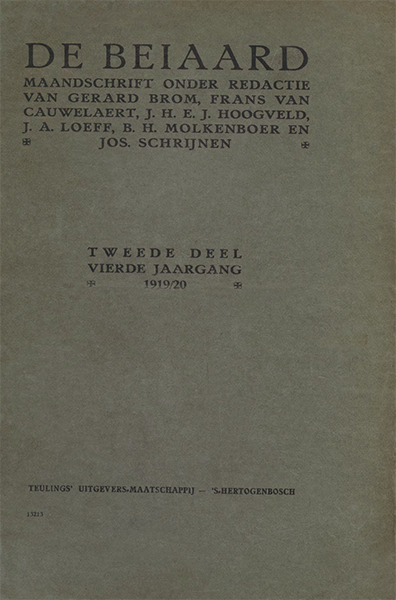 DE BEIAARD
MAANDSCHRIFT ONDER REDACTIE
VAN GERARD BROM, FRANS VAN
CAUWELAERT, J. H. E. J. HOOGVELD,
J. A. LOEFF, B. H. MOLKENBOER EN
JOS. SCHRIJNEN
TWEEDE DEEL
VIERDE JAARGANG
1919/20
TEULINGS' UITGEVERS-MAATSCHAPPIJ — 'S-HERTOGENBOSCH
13213